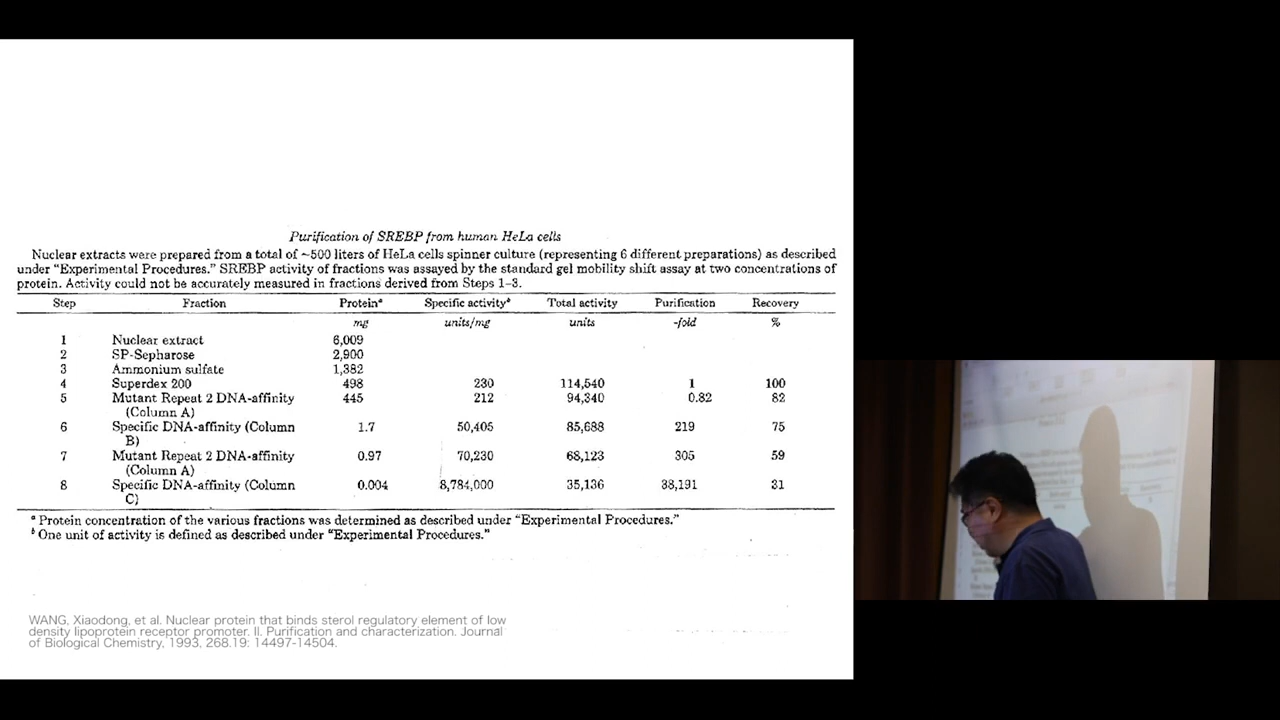 Purification of SREBP from human HeLa cells
Nuclear extracts were prepared from a total of ~500 liters of HeLa cells spinner culture (representing 6 different preparations) as described
under "Experimental Procedures." SREBP activity of fractions was assayed by the standard gel mobility shift assay at two concentrations of
protein. Activity could not be accurately measured in fractions derived from Steps 1-3.
Step Fraction Proteinᵃ Specific activityᵇ Total activity Purification Recovery
mg units/mg units -fold %
1 Nuclear extract 6,009
2 SP-Sepharose 2,900
3 Ammonium sulfate 1,382
4 Superdex 200 498 230 114,540 1 100
5 Mutant Repeat 2 DNA-affinity 445 212 94,340 0.82 82
(Column A)
6 Specific DNA-affinity (Column 1.7 50,405 85,688 219 75
B)
7 Mutant Repeat 2 DNA-affinity 0.97 70,230 68,123 305 59
(Column A)
8 Specific DNA-affinity (Column 0.004 8,784,000 35,136 38,191 31
C)
ᵃ Protein concentration of the various fractions was determined as described under "Experimental Procedures."
ᵇ One unit of activity is defined as described under "Experimental Procedures."
WANG, Xiaodong, et al. Nuclear protein that binds sterol regulatory element of low
density lipoprotein receptor promoter. II. Purification and characterization. Journal
of Biological Chemistry, 1993, 268.19: 14497-14504.